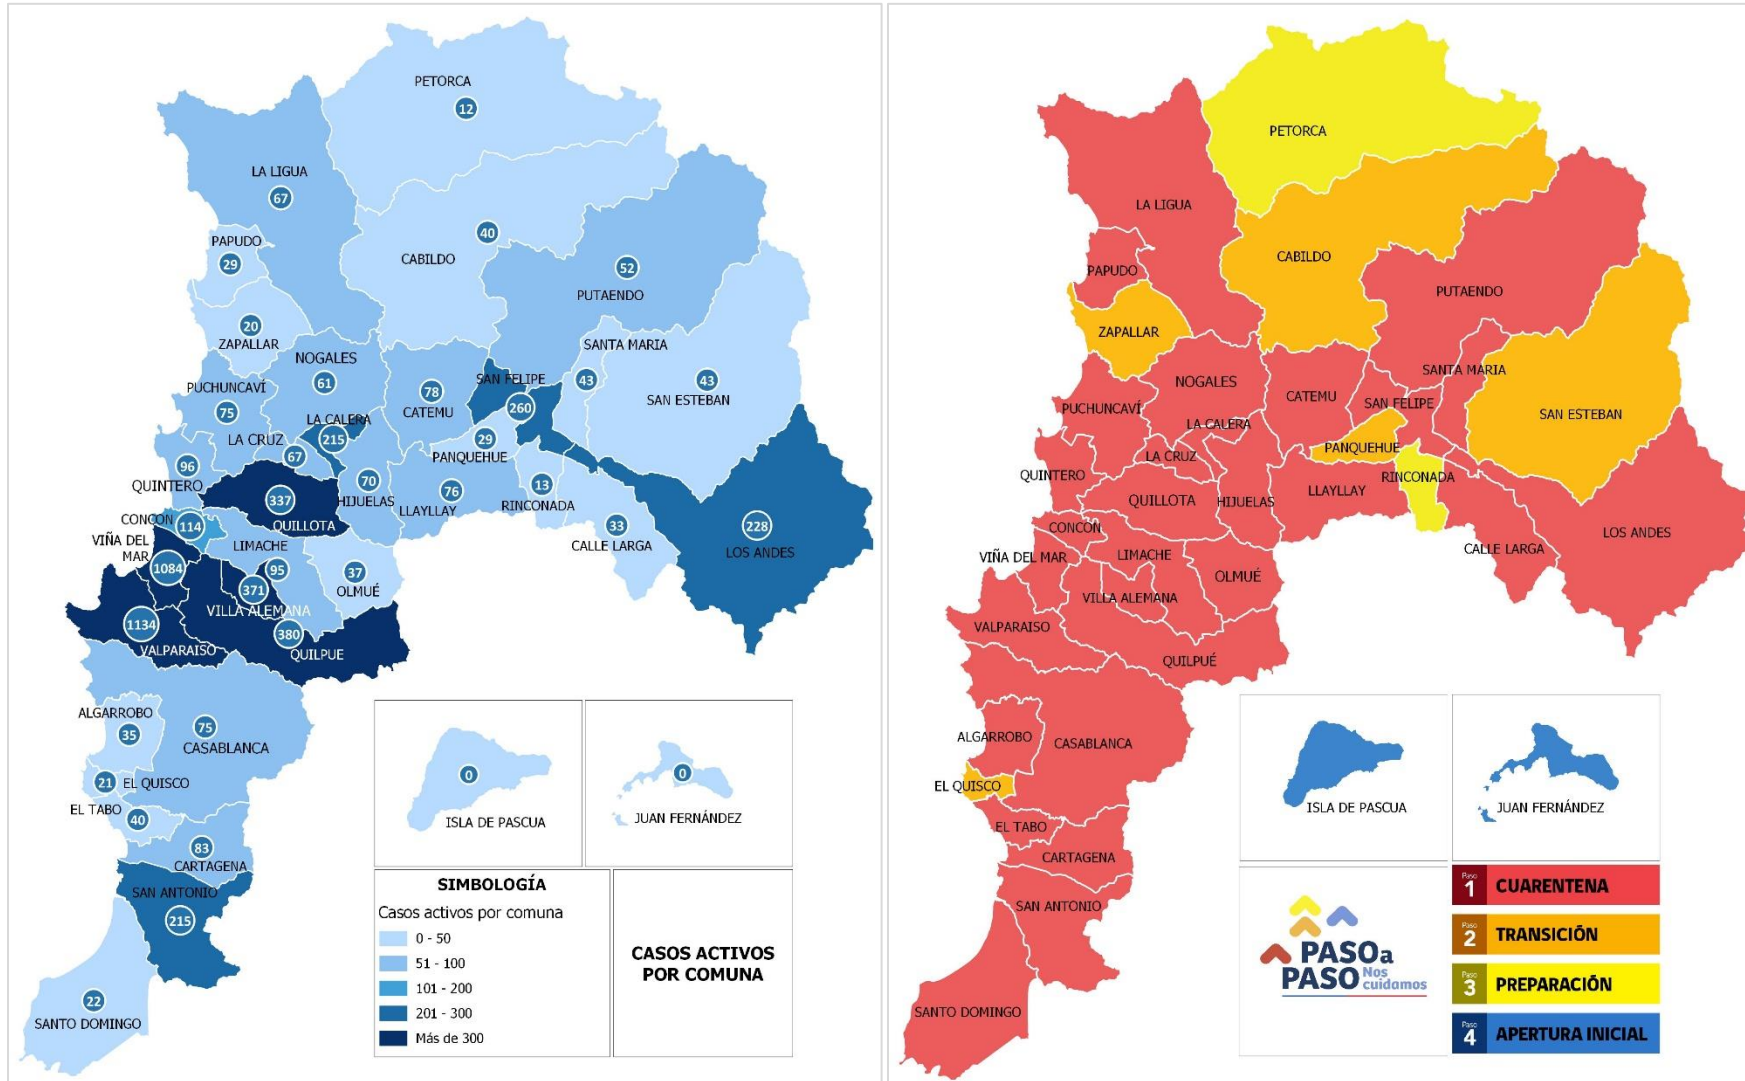 PETORCA
12
LA LIGUA
67
PAPUDO
29
40
CABILDO
52
PUTAENDO
20
ZAPALLAR
NOGALES
61
SANTA MARIA
43
43
SAN ESTEBAN
PUCHUNCAVÍ
75
78
CATEMU
SAN FELIPE
260
LA CALERA
215
LA CRUZ
67
29
PANQUEHUE
96
QUINTERO
337
QUILLOTA
70
HIJUELAS
76
LLAYLLAY
13
RINCONADA
CONCON
114
33
CALLE LARGA
228
LOS ANDES
VIÑA DEL
MAR
1084
LIMACHE
95
37
OLMUÉ
371
VILLA ALEMANA
1134
VALPARAISO
380
QUILPUE
ALGARROBO
35
75
CASABLANCA
21
EL QUISCO
EL TABO
40
83
CARTAGENA
SAN ANTONIO
215
22
SANTO DOMINGO
0
ISLA DE PASCUA
0
JUAN FERNÁNDEZ
SIMBOLOGÍA
Casos activos por comuna
0 - 50
51 - 100
101 - 200
201 - 300
Más de 300
CASOS ACTIVOS
POR COMUNA
PETORCA
LA LIGUA
CABILDO
PAPUDO
PUTAENDO
ZAPALLAR
NOGALES
SANTA MARIA
CATEMU
PUCHUNCAVÍ
SAN FELIPE
SAN ESTEBAN
LA CALERA
PANQUEHUE
LA CRUZ
QUINTERO
RINCONADA
LLAYLLAY
QUILLOTA
HIJUELAS
CONCÓN
LOS ANDES
CALLE LARGA
VIÑA DEL MAR
LIMACHE
OLMUÉ
VILLA ALEMANA
VALPARAISO
QUILPUÉ
ALGARROBO
CASABLANCA
EL QUISCO
EL TABO
CARTAGENA
SAN ANTONIO
SANTO DOMINGO
ISLA DE PASCUA
JUAN FERNÁNDEZ
PASO a
PASO Nos
cuidamos
Paso
1 CUARENTENA
Paso
2 TRANSICIÓN
Paso
3 PREPARACIÓN
Paso
4 APERTURA INICIAL